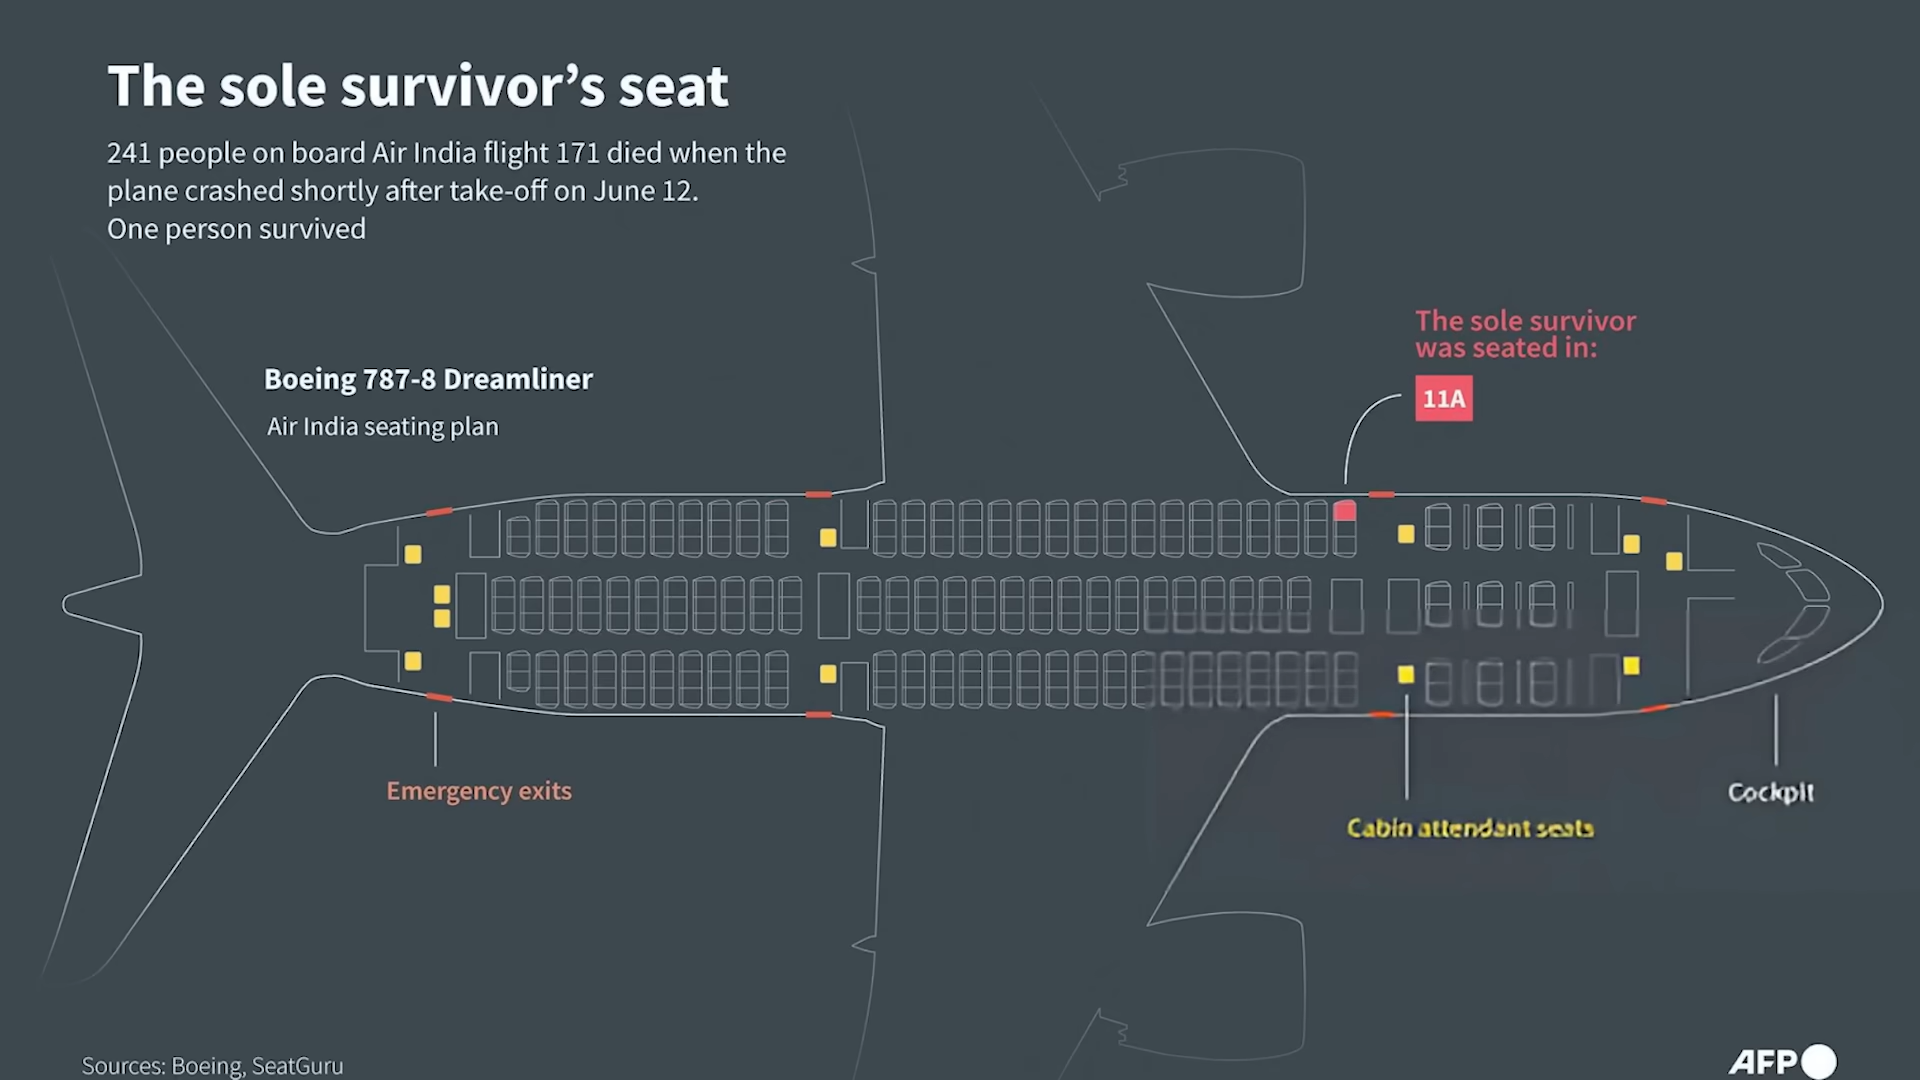 The sole survivor’s seat
241 people on board Air India flight 171 died when the
plane crashed shortly after take-off on June 12.
One person survived
The sole survivor
was seated in:
11A
Boeing 787-8 Dreamliner
Air India seating plan
Emergency exits
Cabin attendant seats
Cockpit
Sources: Boeing, SeatGuru
AFP